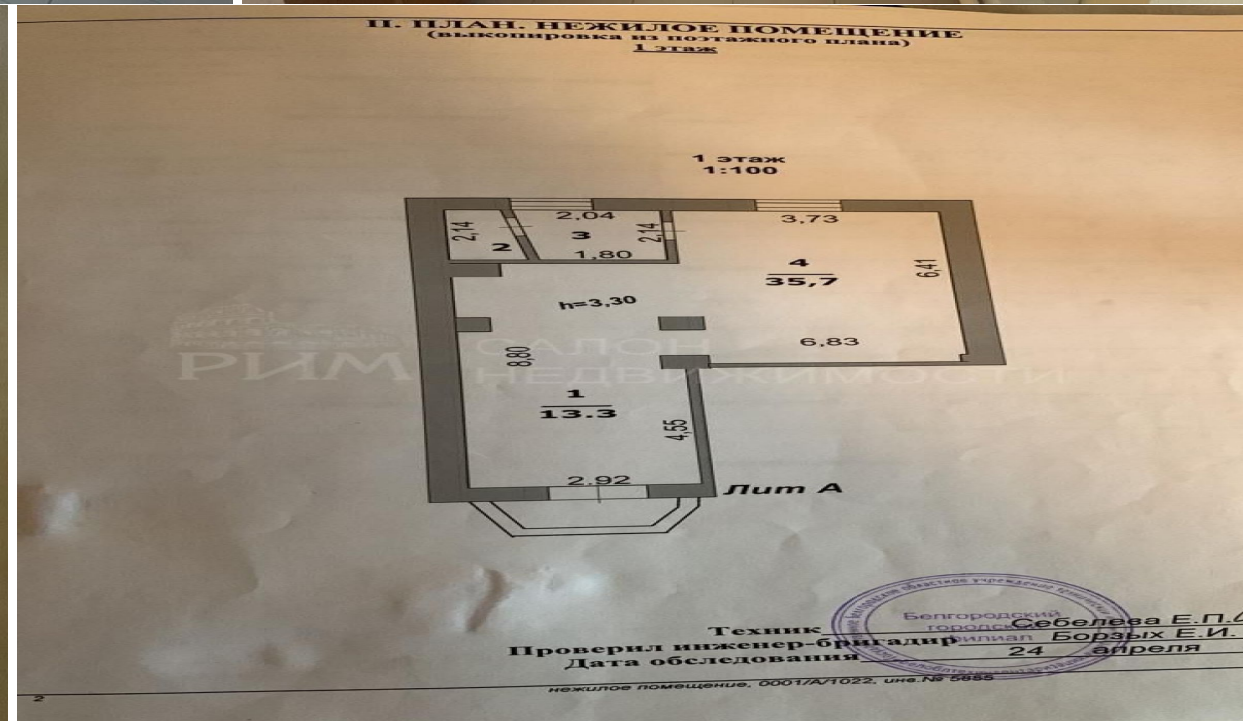 II. ПЛАН. НЕЖИЛОЕ ПОМЕЩЕНИЕ
(выкопировка из поэтажного плана)
1 этаж
1 этаж
1:100
2,04
3,73
2,14
2
3
2,14
1,80
4
35,7
6,41
h=3,30
6,83
РИМ САЛОН НЕДВИЖИМОСТИ
8,80
1
13.3
4,55
2,92
Лит А
Белгородский
филиал
Техник Себелева Е.П.
Проверил инженер-бригадир Борзых Е.И.
Дата обследования 24 апреля
нежилое помещение, 0001/А/1022, инв.№ 5885
2